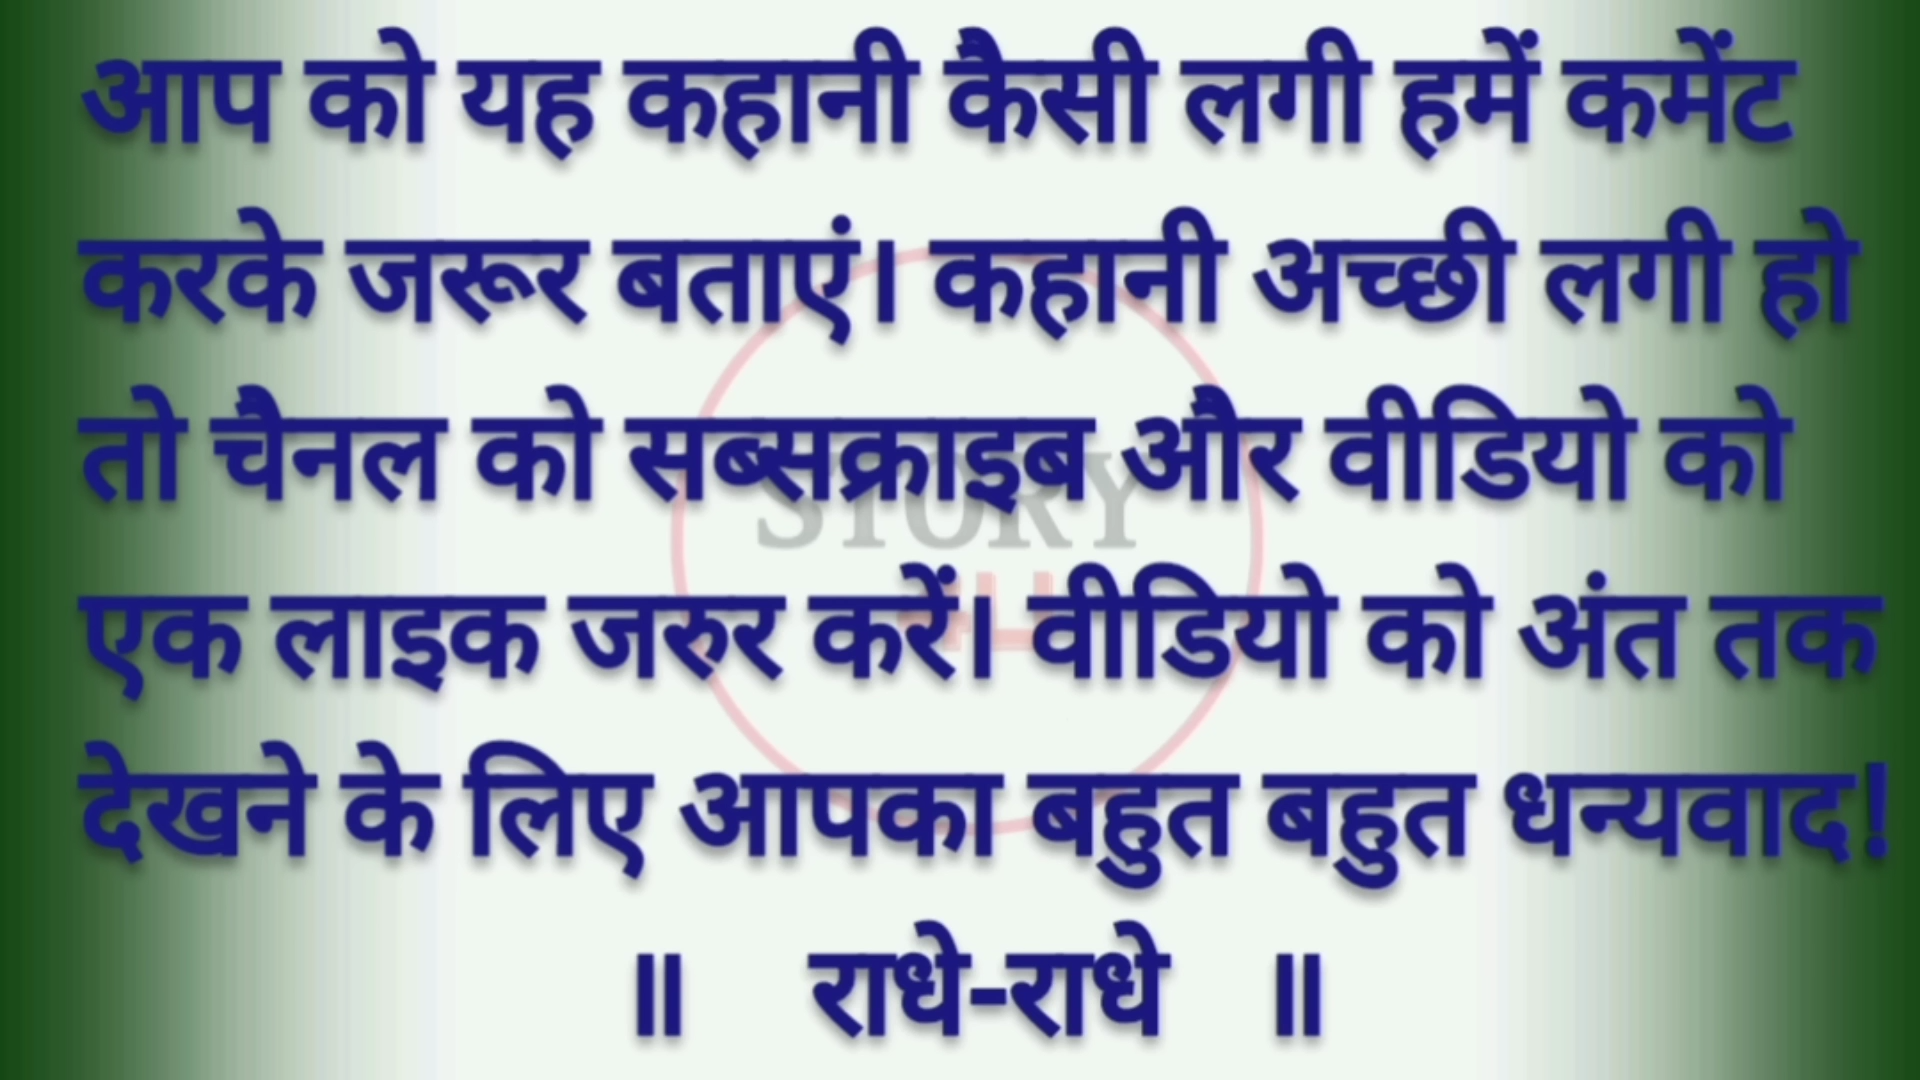 आप को यह कहानी कैसी लगी हमें कमेंट
करके जरूर बताएं। कहानी अच्छी लगी हो
तो चैनल को सब्सक्राइब और वीडियो को
STORY
एक लाइक जरुर करें। वीडियो को अंत तक
देखने के लिए आपका बहुत बहुत धन्यवाद!
॥ राधे-राधे ॥